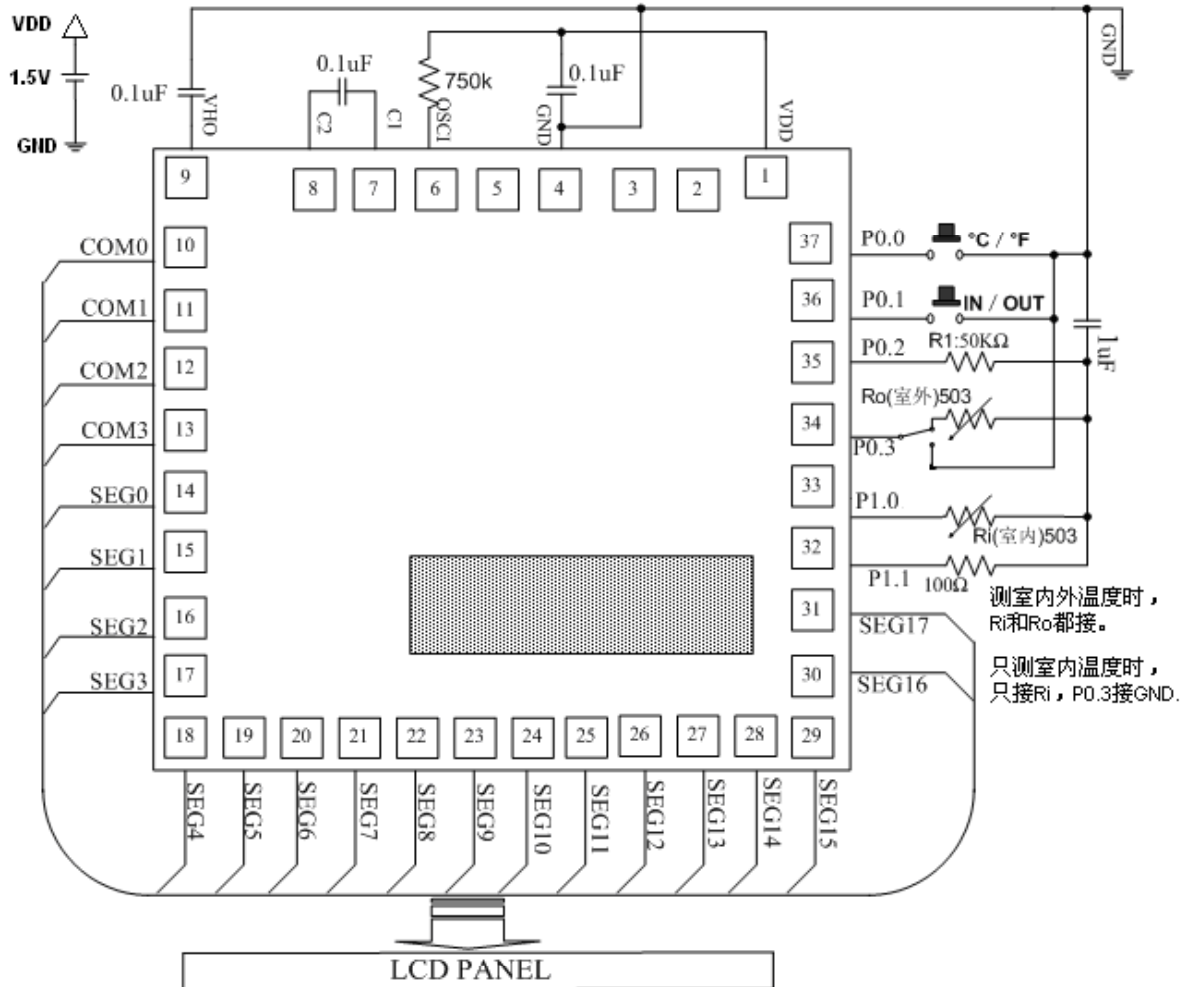 VDD
1.5V
GND
0.1uF
VHO
0.1uF
C2
C1
750k
OSCI
0.1uF
GND
VDD
GND
9
8
7
6
5
4
3
2
1
COM0
10
COM1
11
COM2
12
COM3
13
SEG0
14
SEG1
15
SEG2
16
SEG3
17
37
P0.0
°C / °F
36
P0.1
IN / OUT
R1:50KΩ
35
P0.2
1uF
Ro(室外)503
34
P0.3
33
P1.0
Ri(室内)503
32
P1.1
100Ω
31
SEG17
30
SEG16
测室内外温度时，
Ri和Ro都接。
只测室内温度时，
只接Ri，P0.3接GND.
18
19
20
21
22
23
24
25
26
27
28
29
SEG4
SEG5
SEG6
SEG7
SEG8
SEG9
SEG10
SEG11
SEG12
SEG13
SEG14
SEG15
LCD PANEL